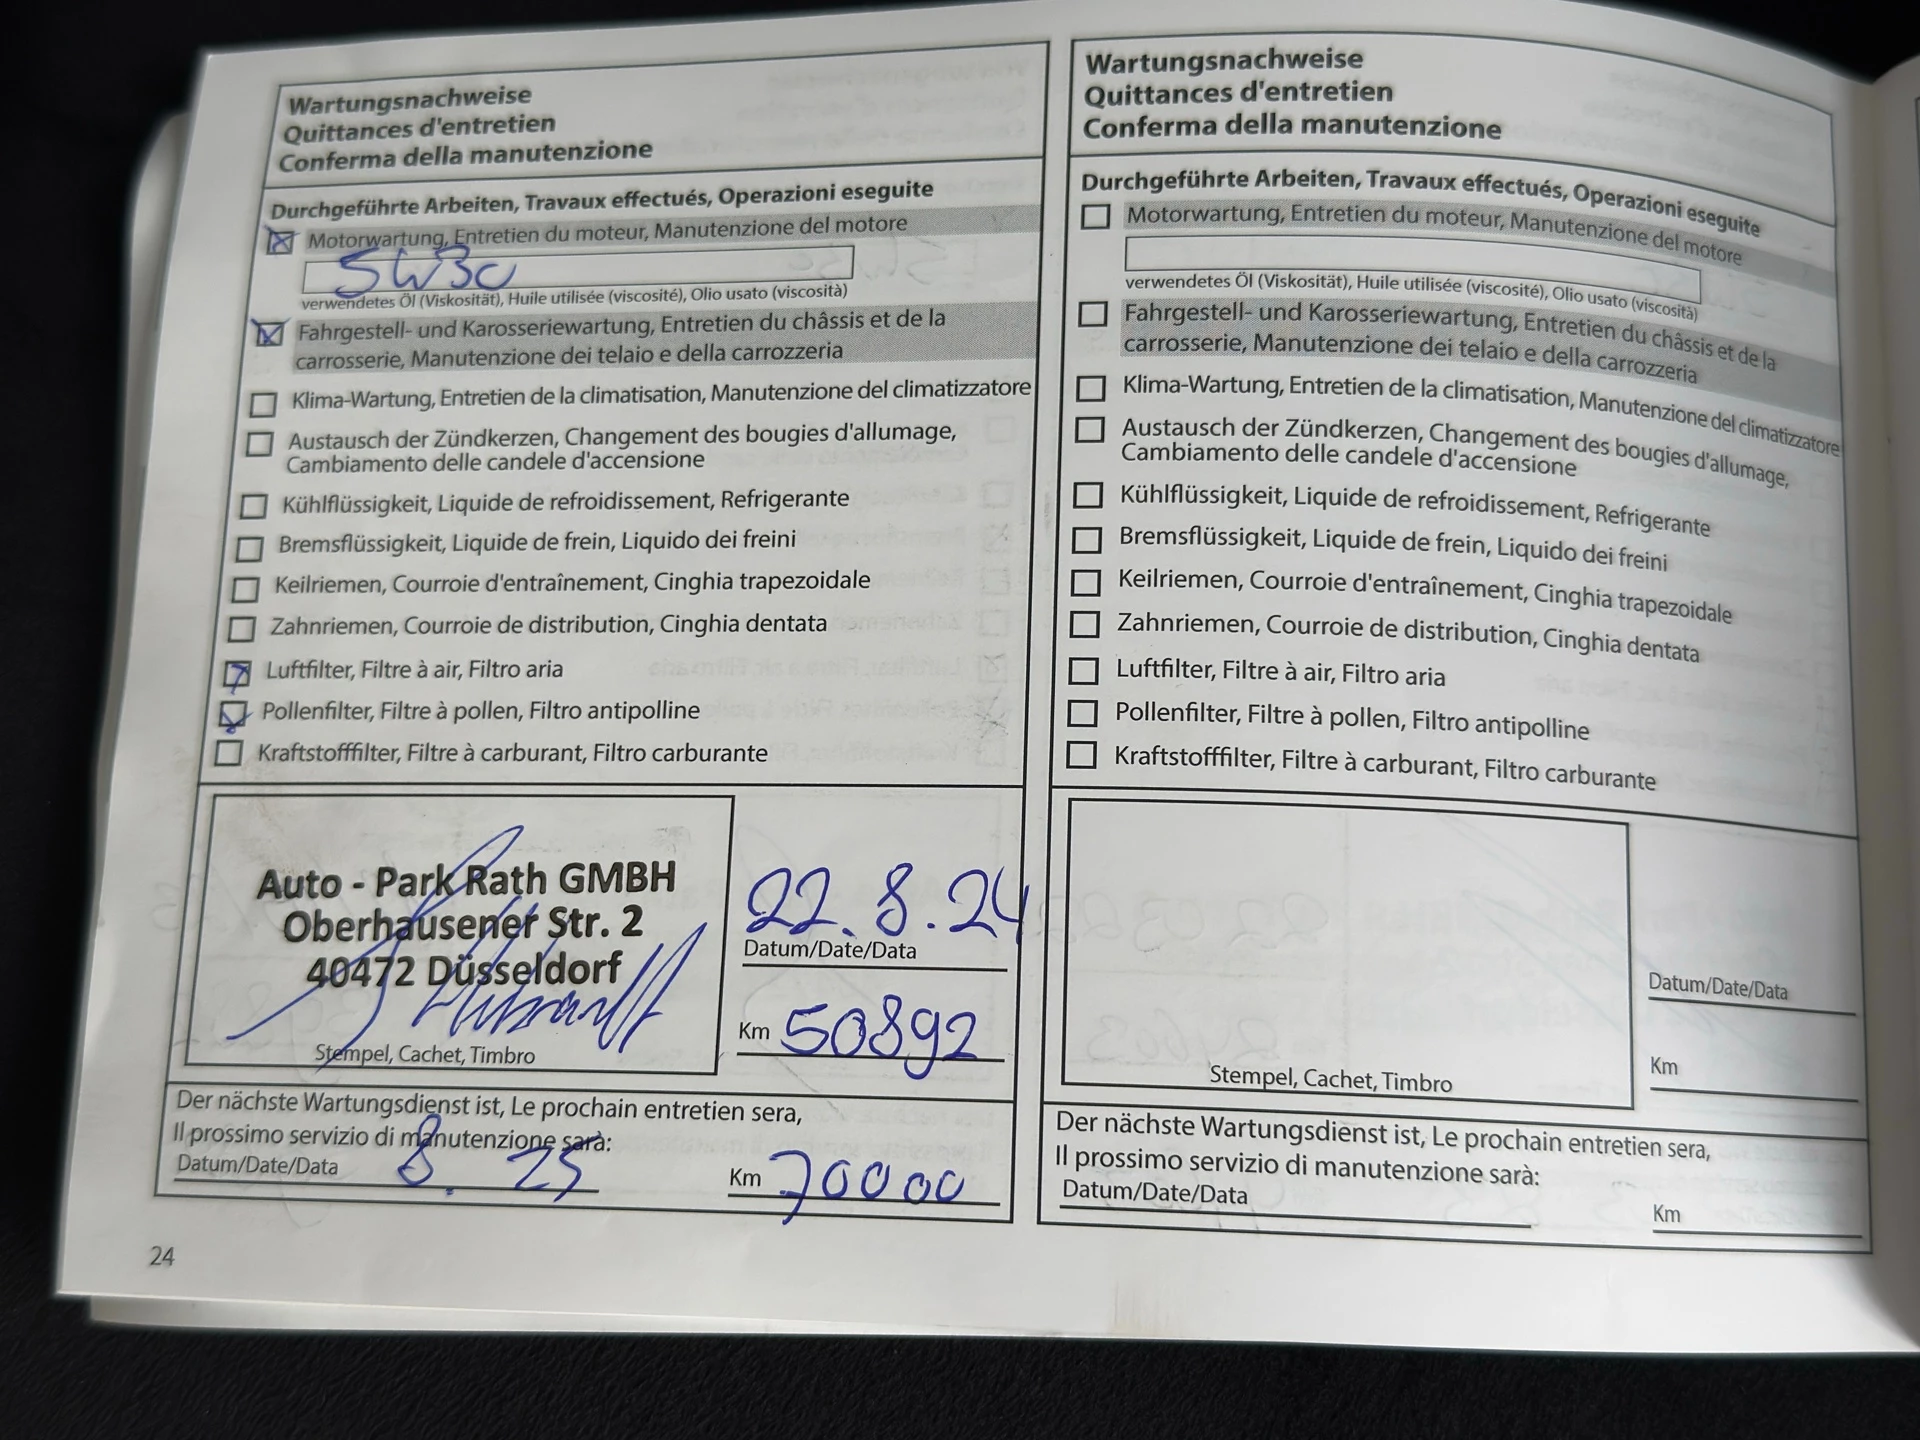 Wartungsnachweise
Quittances d'entretien
Conferma della manutenzione
Durchgeführte Arbeiten, Travaux effectués, Operazioni eseguite
Motorwartung, Entretien du moteur, Manutenzione del motore
5W30
verwendetes Öl (Viskosität), Huile utilisée (viscosité), Olio usato (viscosità)
Fahrgestell- und Karosseriewartung, Entretien du châssis et de la
carrosserie, Manutenzione dei telaio e della carrozzeria
Klima-Wartung, Entretien de la climatisation, Manutenzione del climatizzatore
Austausch der Zündkerzen, Changement des bougies d'allumage,
Cambiamento delle candele d'accensione
Kühlflüssigkeit, Liquide de refroidissement, Refrigerante
Bremsflüssigkeit, Liquide de frein, Liquido dei freini
Keilriemen, Courroie d'entraînement, Cinghia trapezoidale
Zahnriemen, Courroie de distribution, Cinghia dentata
Luftfilter, Filtre à air, Filtro aria
Pollenfilter, Filtre à pollen, Filtro antipolline
Kraftstofffilter, Filtre à carburant, Filtro carburante
Auto - Park Rath GMBH
Oberhausener Str. 2
40472 Düsseldorf
Stempel, Cachet, Timbro
22.8.24
Datum/Date/Data
Km 50892
Der nächste Wartungsdienst ist, Le prochain entretien sera,
Il prossimo servizio di manutenzione sarà:
Datum/Date/Data 8. 25
Km 70000
24
Wartungsnachweise
Quittances d'entretien
Conferma della manutenzione
Durchgeführte Arbeiten, Travaux effectués, Operazioni eseguite
Motorwartung, Entretien du moteur, Manutenzione del motore
verwendetes Öl (Viskosität), Huile utilisée (viscosité), Olio usato (viscosità)
Fahrgestell- und Karosseriewartung, Entretien du châssis et de la
carrosserie, Manutenzione dei telaio e della carrozzeria
Klima-Wartung, Entretien de la climatisation, Manutenzione del climatizzatore
Austausch der Zündkerzen, Changement des bougies d'allumage,
Cambiamento delle candele d'accensione
Kühlflüssigkeit, Liquide de refroidissement, Refrigerante
Bremsflüssigkeit, Liquide de frein, Liquido dei freini
Keilriemen, Courroie d'entraînement, Cinghia trapezoidale
Zahnriemen, Courroie de distribution, Cinghia dentata
Luftfilter, Filtre à air, Filtro aria
Pollenfilter, Filtre à pollen, Filtro antipolline
Kraftstofffilter, Filtre à carburant, Filtro carburante
Stempel, Cachet, Timbro
Datum/Date/Data
Km
Der nächste Wartungsdienst ist, Le prochain entretien sera,
Il prossimo servizio di manutenzione sarà:
Datum/Date/Data
Km